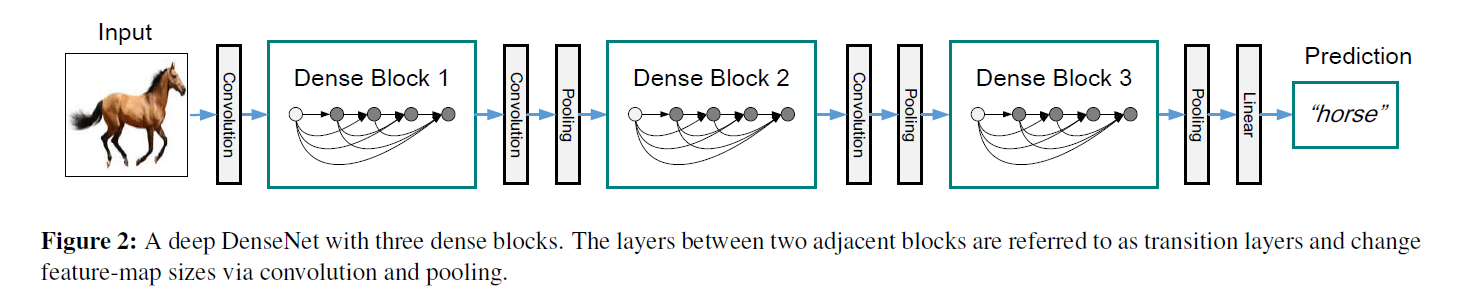 Input
Convolution
Dense Block 1
Convolution
Pooling
Dense Block 2
Convolution
Pooling
Dense Block 3
Pooling
Linear
Prediction
“horse”
Figure 2: A deep DenseNet with three dense blocks. The layers between two adjacent blocks are referred to as transition layers and change
feature-map sizes via convolution and pooling.